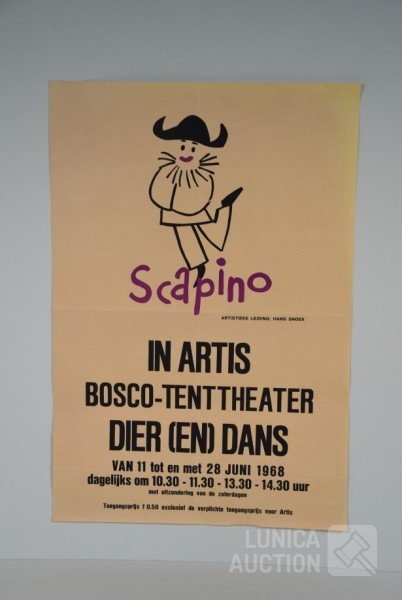 Scapino
ARTISTIEKE LEIDING: HANS SNOEK
IN ARTIS
BOSCO-TENTTHEATER
DIER (EN) DANS
VAN 11 tot en met 28 JUNI 1968
dagelijks om 10.30 - 11.30 - 13.30 - 14.30 uur
met uitzondering van de zaterdagen
Toegangsprijs f 0.50 exclusief de verplichte toegangsprijs voor Artis
LUNICA
AUCTION